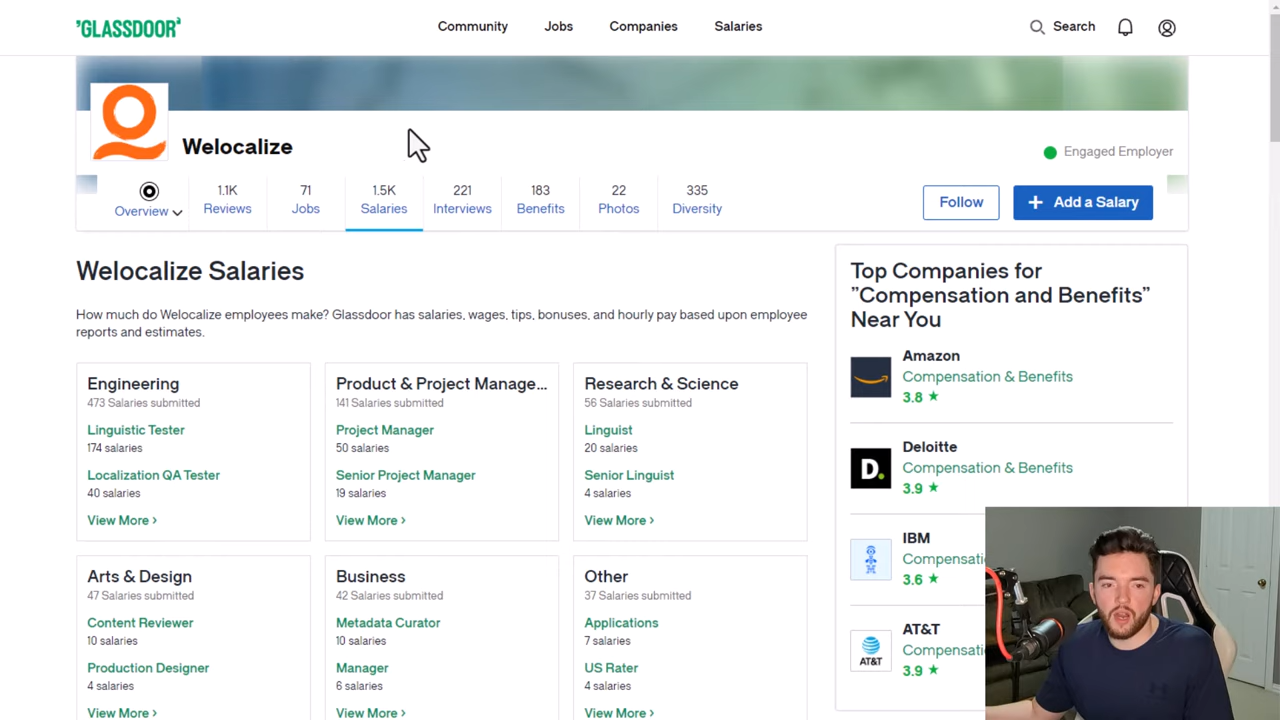 GLASSDOOR
Community
Jobs
Companies
Salaries
Search
Welocalize
Engaged Employer
Overview
1.1K
Reviews
71
Jobs
1.5K
Salaries
221
Interviews
183
Benefits
22
Photos
335
Diversity
Follow
+ Add a Salary
Welocalize Salaries
How much do Welocalize employees make? Glassdoor has salaries, wages, tips, bonuses, and hourly pay based upon employee
reports and estimates.
Engineering
473 Salaries submitted
Linguistic Tester
174 salaries
Localization QA Tester
40 salaries
View More ›
Product & Project Manage...
141 Salaries submitted
Project Manager
50 salaries
Senior Project Manager
19 salaries
View More ›
Research & Science
56 Salaries submitted
Linguist
20 salaries
Senior Linguist
4 salaries
View More ›
Arts & Design
47 Salaries submitted
Content Reviewer
10 salaries
Production Designer
4 salaries
View More ›
Business
42 Salaries submitted
Metadata Curator
10 salaries
Manager
6 salaries
View More ›
Other
37 Salaries submitted
Applications
7 salaries
US Rater
4 salaries
View More ›
Top Companies for
”Compensation and Benefits”
Near You
Amazon
Compensation & Benefits
3.8 ★
D.
Deloitte
Compensation & Benefits
3.9 ★
IBM
Compensati
3.6 ★
AT&T
AT&T
Compensati
3.9 ★